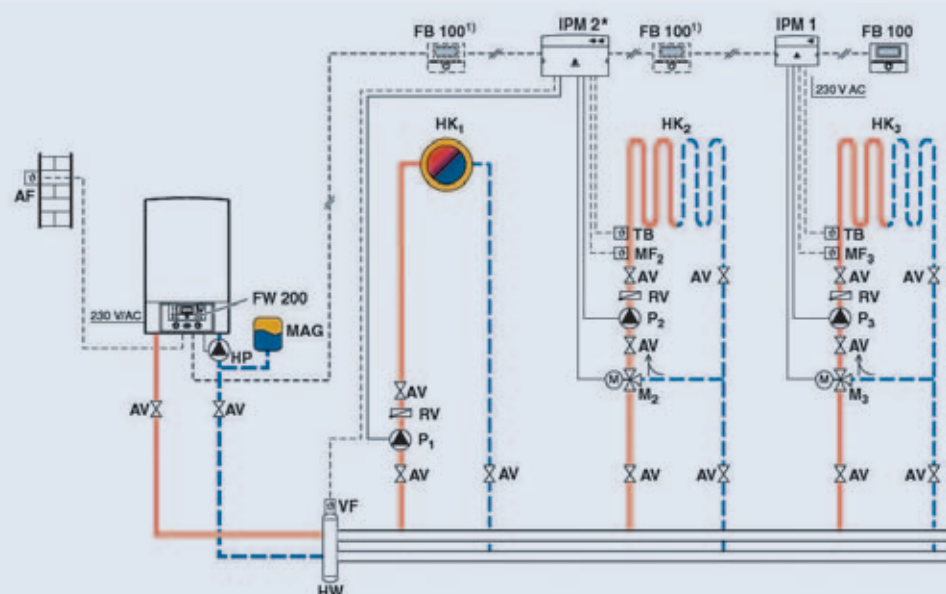 FB 100¹⁾
IPM 2*
FB 100¹⁾
IPM 1
FB 100
230 V AC
HK₁
HK₂
HK₃
AF
TB
TB
MF₂
MF₃
AV
AV
AV
AV
FW 200
RV
RV
230 V/AC
MAG
P₂
P₃
HP
AV
AV
M
M₂
M
M₃
AV
AV
AV
RV
P₁
AV
AV
AV
AV
AV
AV
VF
HW